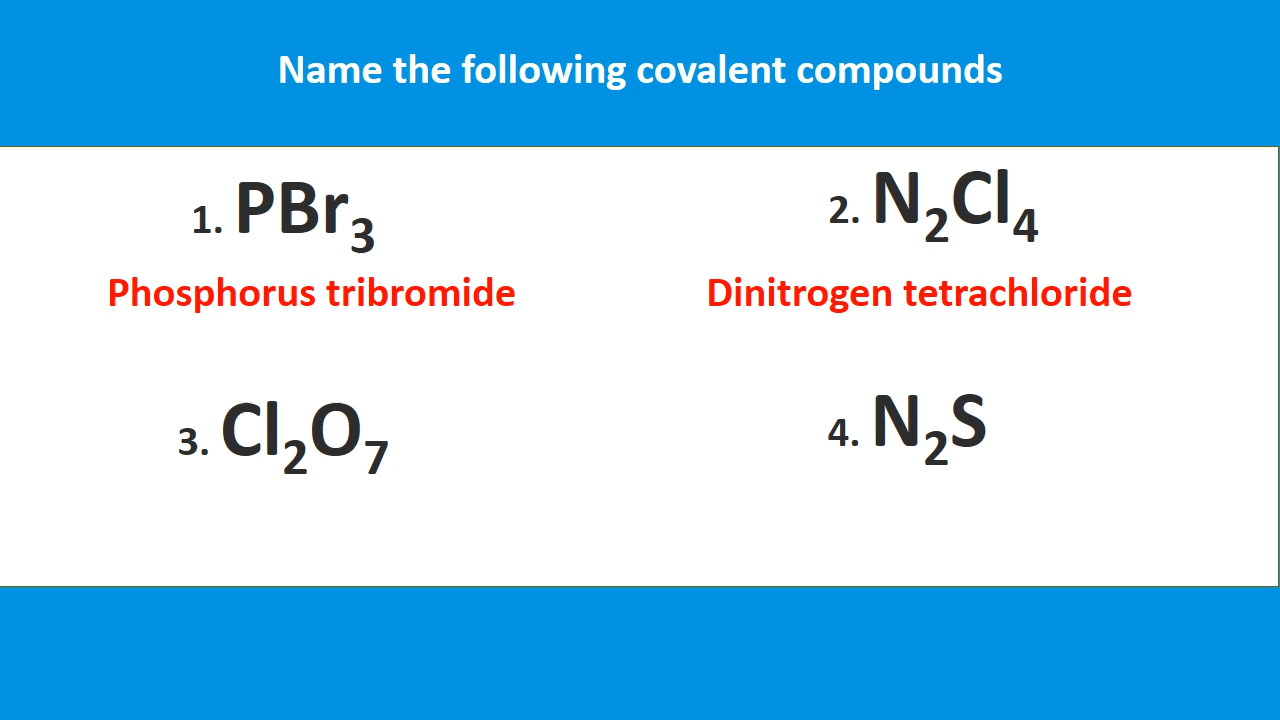 Name the following covalent compounds
1. PBr₃
2. N₂Cl₄
Phosphorus tribromide
Dinitrogen tetrachloride
3. Cl₂O₇
4. N₂S